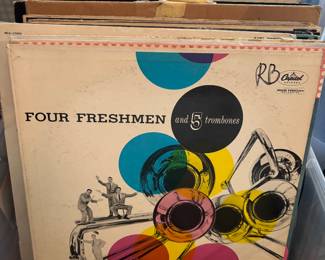 RB
Capitol
FOUR FRESHMEN and 5 trombones